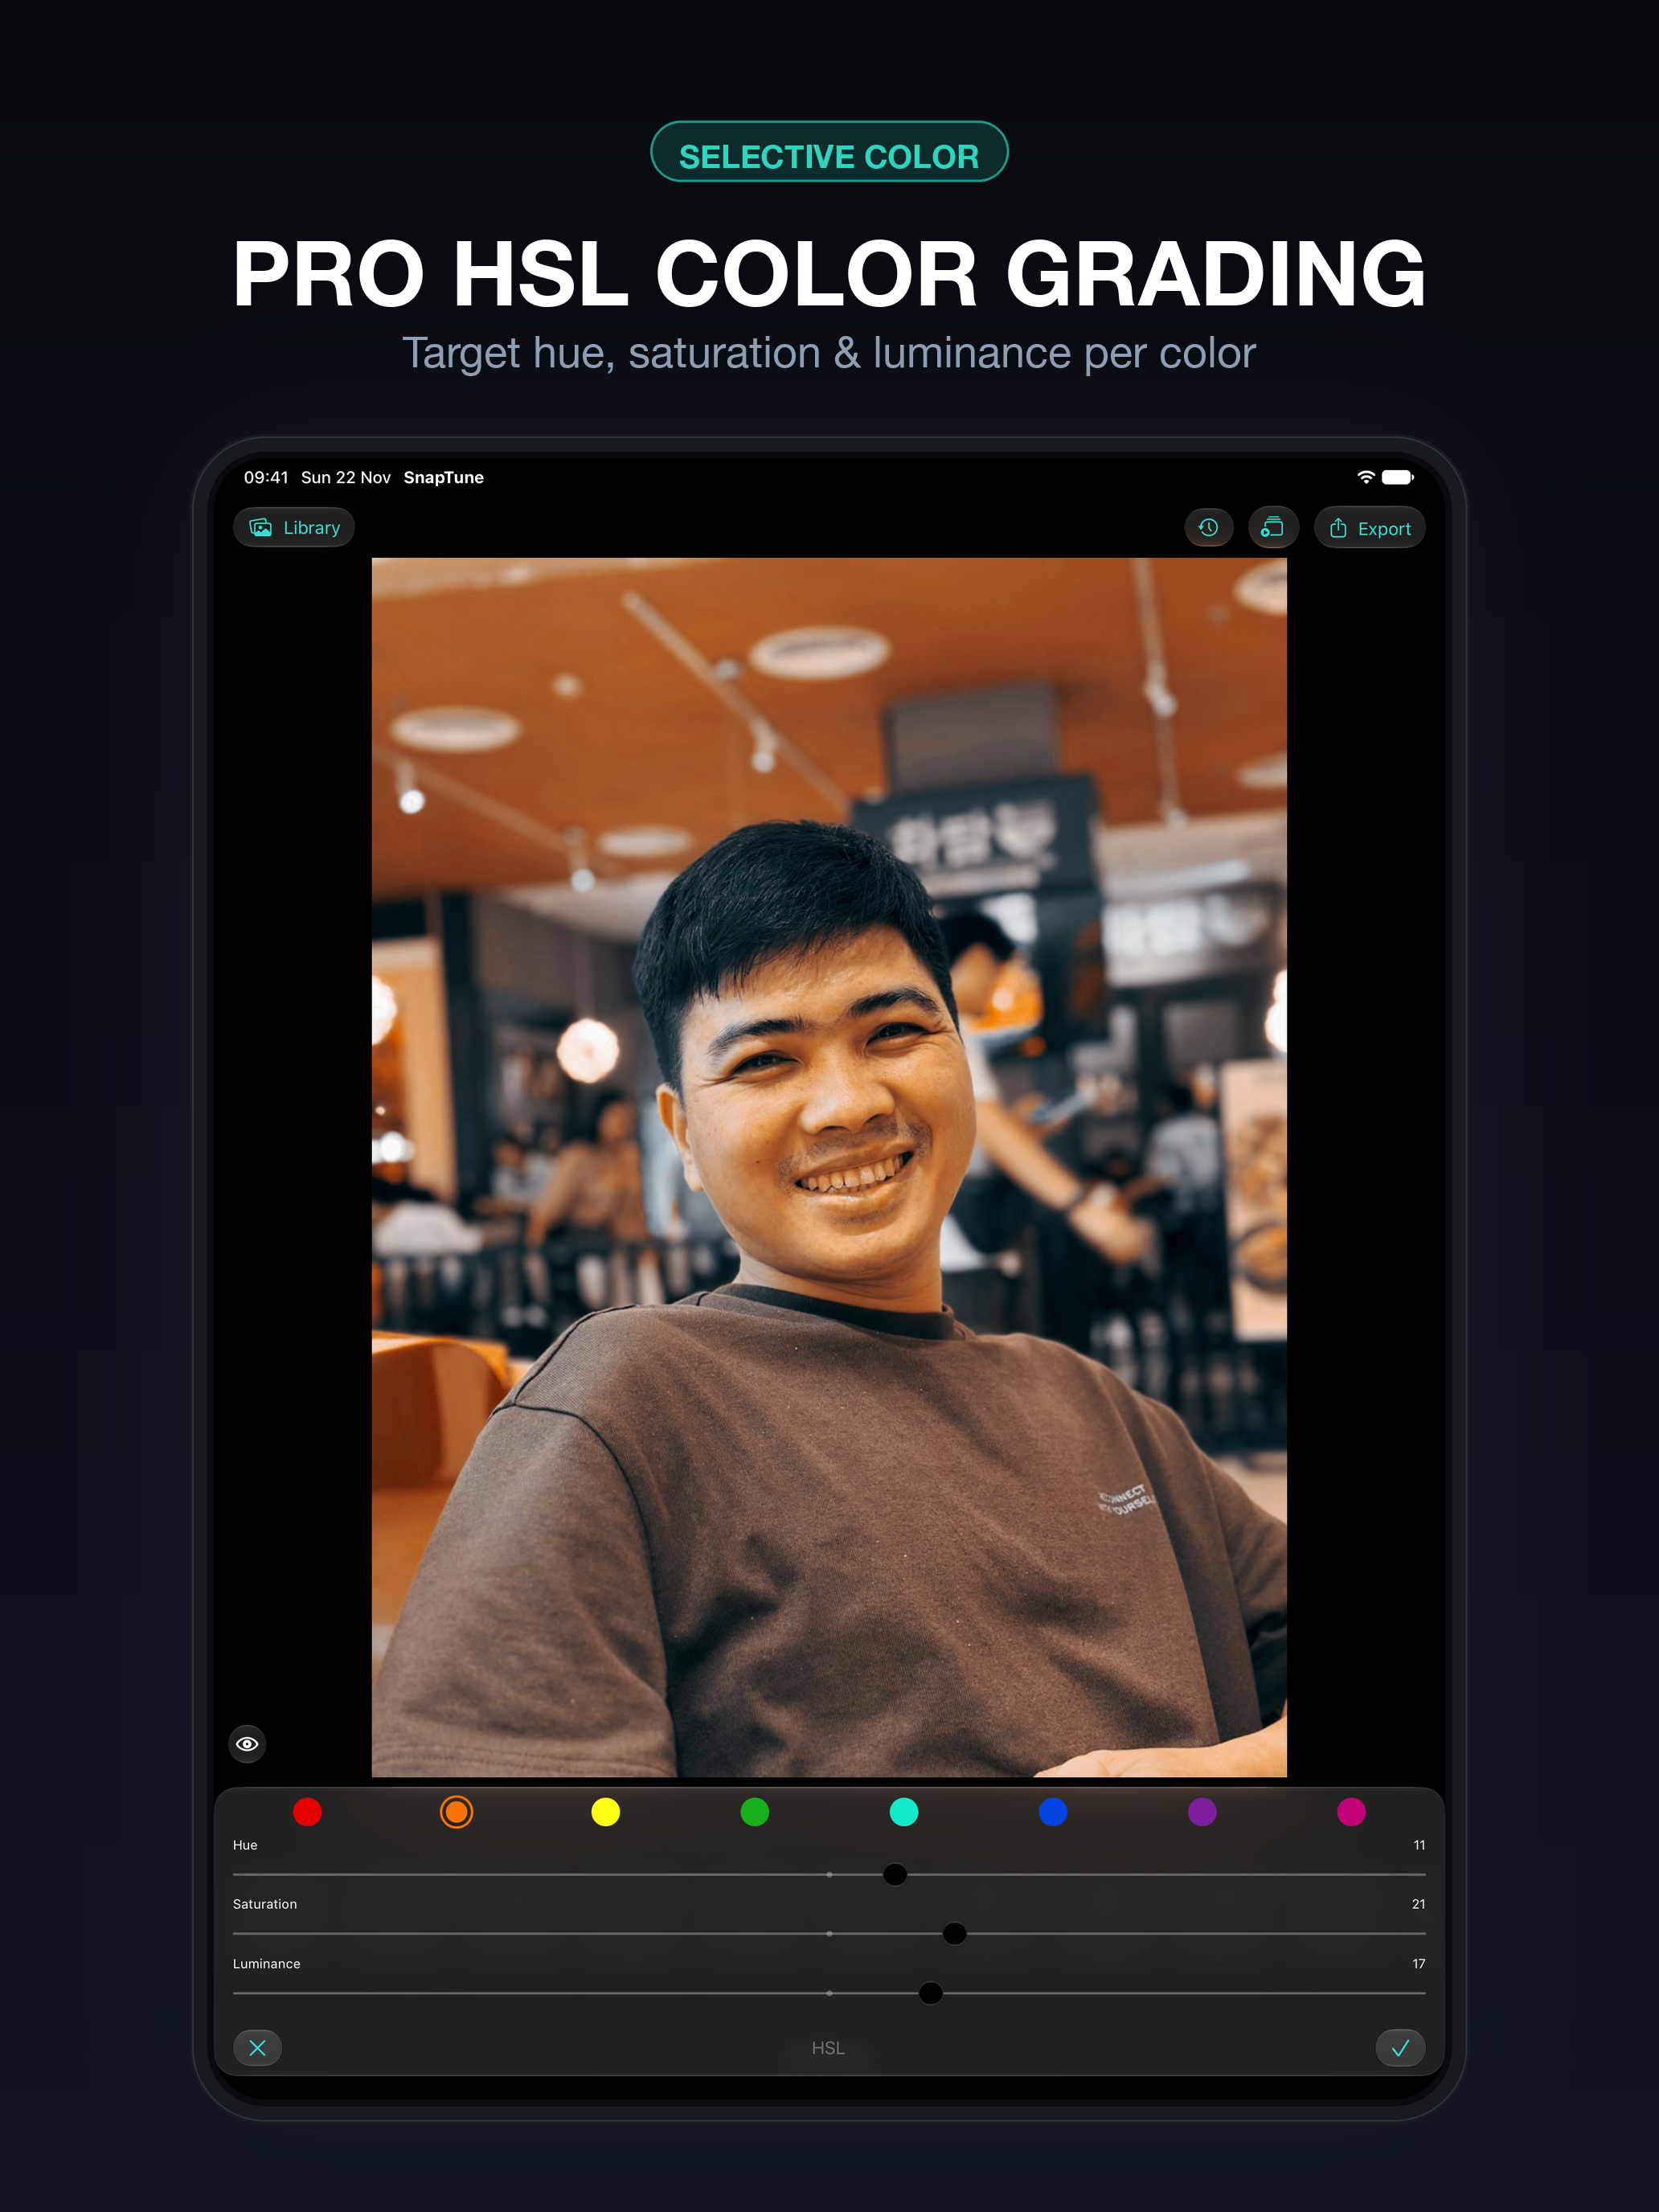 SELECTIVE COLOR
PRO HSL COLOR GRADING
Target hue, saturation & luminance per color
09:41 Sun 22 Nov SnapTune
Library
Export
Hue 11
Saturation 21
Luminance 17
HSL